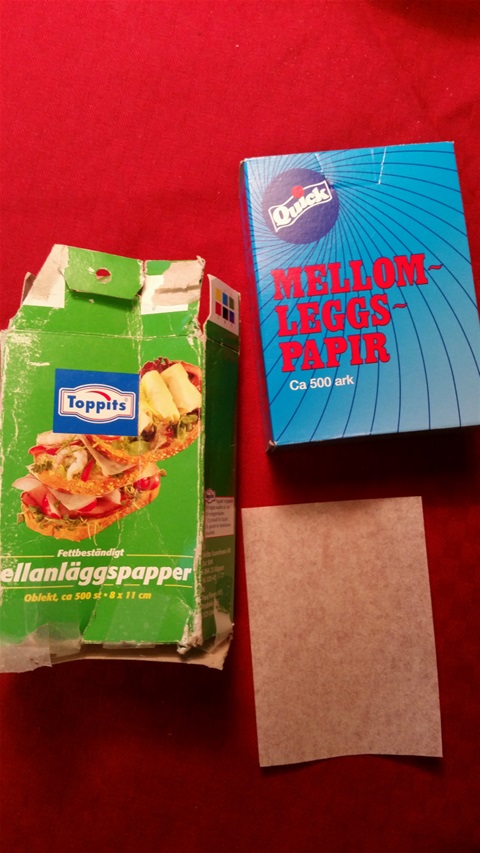 Toppits
Fettbeständigt
ellanläggspapper
Oblekt, ca 500 st • 8 x 11 cm
Quick
MELLOM~
LEGGS~
PAPIR
Ca 500 ark